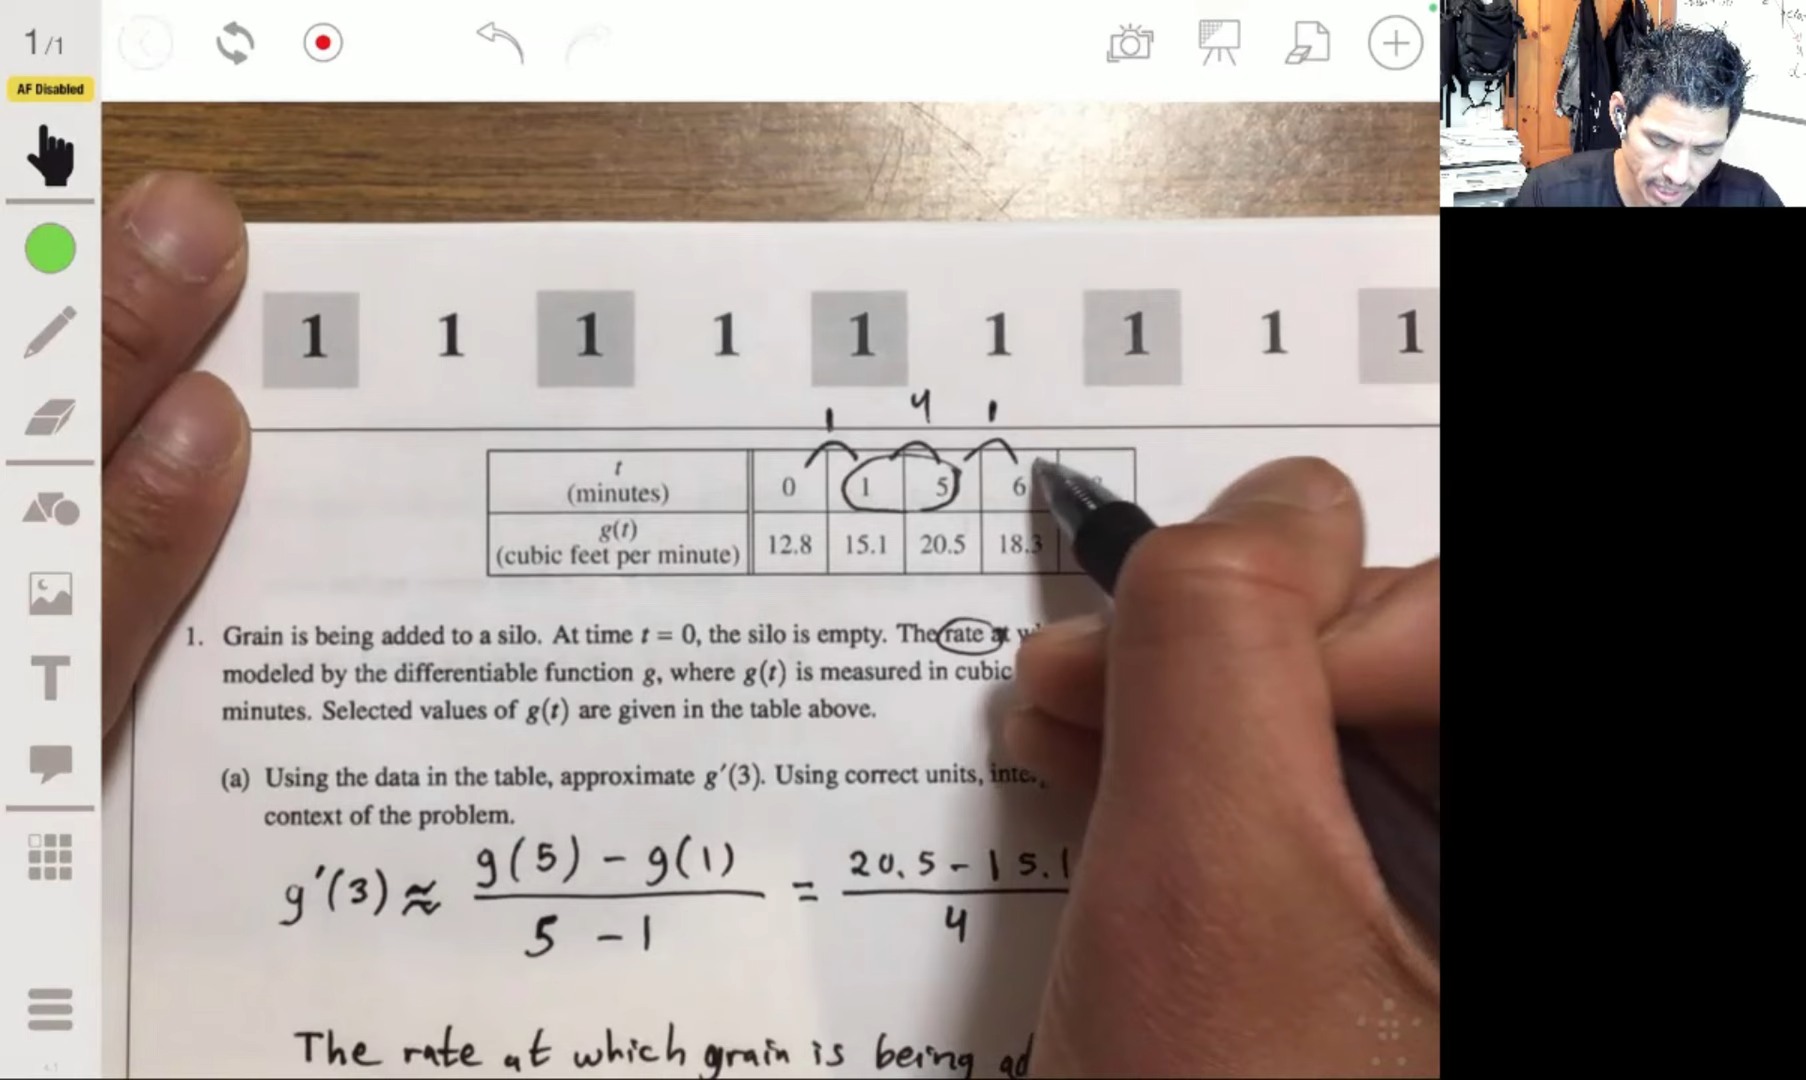 1/1
AF Disabled
1 1 1 1 1 1 1 1 1
1 4 1
t
(minutes)
0 1 5 6
g(t)
(cubic feet per minute)
12.8 15.1 20.5 18.3
1. Grain is being added to a silo. At time t = 0, the silo is empty. The rate at
modeled by the differentiable function g, where g(t) is measured in cubic
minutes. Selected values of g(t) are given in the table above.
(a) Using the data in the table, approximate g′(3). Using correct units,
context of the problem.
g'(3) ≈ g(5) - g(1) / 5 - 1 = 20.5 - 15.1 / 4
The rate at which grain is being ad
T